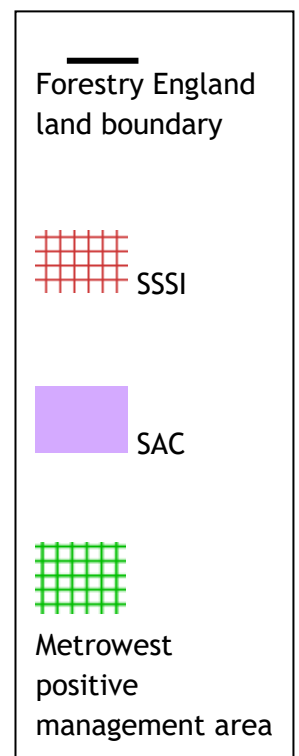 Forestry England
land boundary
SSSI
SAC
Metrowest
positive
management area